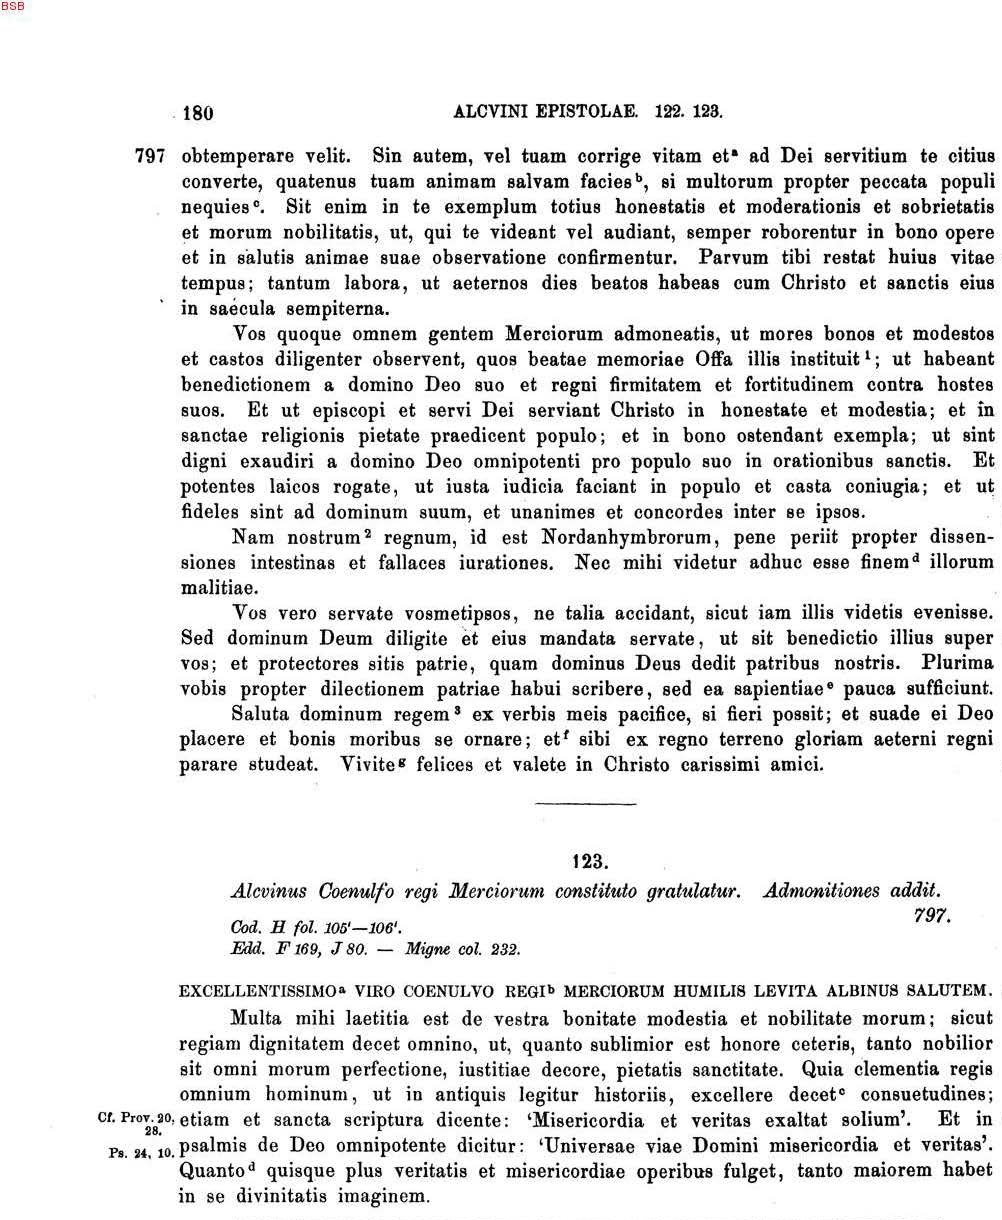 BSB
180 ALCVINI EPISTOLAE. 122. 123.
797 obtemperare velit. Sin autem, vel tuam corrige vitam etᵃ ad Dei servitium te citius
converte, quatenus tuam animam salvam faciesᵇ, si multorum propter peccata populi
nequiesᶜ. Sit enim in te exemplum totius honestatis et moderationis et sobrietatis
et morum nobilitatis, ut, qui te videant vel audiant, semper roborentur in bono opere
et in salutis animae suae observatione confirmentur. Parvum tibi restat huius vitae
tempus; tantum labora, ut aeternos dies beatos habeas cum Christo et sanctis eius
in saecula sempiterna.
Vos quoque omnem gentem Merciorum admoneatis, ut mores bonos et modestos
et castos diligenter observent, quos beatae memoriae Offa illis instituit¹; ut habeant
benedictionem a domino Deo suo et regni firmitatem et fortitudinem contra hostes
suos. Et ut episcopi et servi Dei serviant Christo in honestate et modestia; et in
sanctae religionis pietate praedicent populo; et in bono ostendant exempla; ut sint
digni exaudiri a domino Deo omnipotenti pro populo suo in orationibus sanctis. Et
potentes laicos rogate, ut iusta iudicia faciant in populo et casta coniugia; et ut
fideles sint ad dominum suum, et unanimes et concordes inter se ipsos.
Nam nostrum² regnum, id est Nordanhymbrorum, pene periit propter dissen-
siones intestinas et fallaces iurationes. Nec mihi videtur adhuc esse finemᵈ illorum
malitiae.
Vos vero servate vosmetipsos, ne talia accidant, sicut iam illis videtis evenisse.
Sed dominum Deum diligite et eius mandata servate, ut sit benedictio illius super
vos; et protectores sitis patrie, quam dominus Deus dedit patribus nostris. Plurima
vobis propter dilectionem patriae habui scribere, sed ea sapientiaeᵉ pauca sufficiunt.
Saluta dominum regem³ ex verbis meis pacifice, si fieri possit; et suade ei Deo
placere et bonis moribus se ornare; etᶠ sibi ex regno terreno gloriam aeterni regni
parare studeat. Viviteᵍ felices et valete in Christo carissimi amici.
123.
Alcvinus Coenulfo regi Merciorum constituto gratulatur. Admonitiones addit.
797.
Cod. H fol. 105'—106'.
Edd. F 169, J 80. — Migne col. 232.
EXCELLENTISSIMOᵃ VIRO COENULVO REGIᵇ MERCIORUM HUMILIS LEVITA ALBINUS SALUTEM.
Multa mihi laetitia est de vestra bonitate modestia et nobilitate morum; sicut
regiam dignitatem decet omnino, ut, quanto sublimior est honore ceteris, tanto nobilior
sit omni morum perfectione, iustitiae decore, pietatis sanctitate. Quia clementia regis
omnium hominum, ut in antiquis legitur historiis, excellere decetᶜ consuetudines;
Cf. Prov. 20, etiam et sancta scriptura dicente: ‘Misericordia et veritas exaltat solium’. Et in
28.
Ps. 24, 10. psalmis de Deo omnipotente dicitur: ‘Universae viae Domini misericordia et veritas’.
Quantoᵈ quisque plus veritatis et misericordiae operibus fulget, tanto maiorem habet
in se divinitatis imaginem.